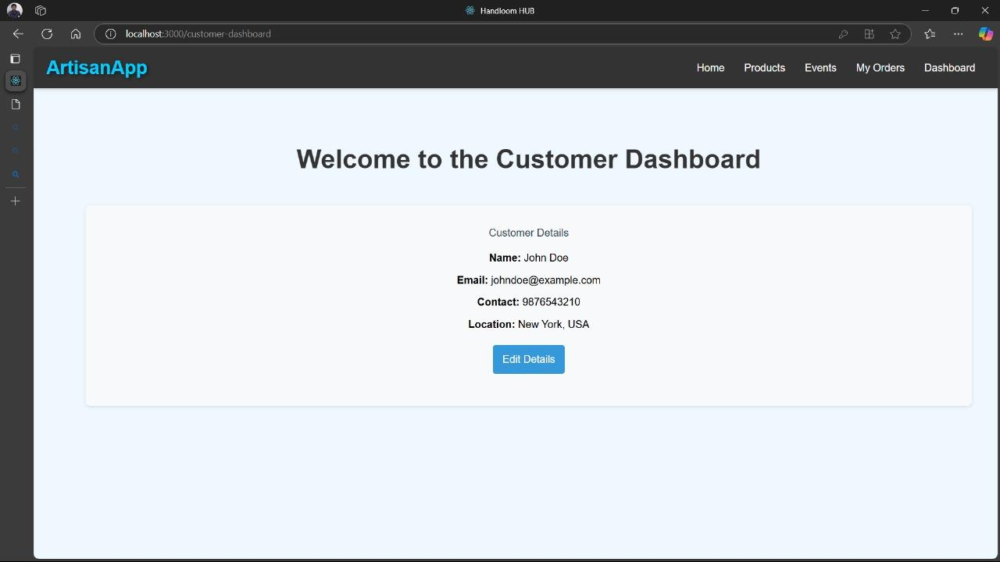 Handloom HUB
localhost:3000/customer-dashboard
ArtisanApp
Home Products Events My Orders Dashboard
Welcome to the Customer Dashboard
Customer Details
Name: John Doe
Email: johndoe@example.com
Contact: 9876543210
Location: New York, USA
Edit Details